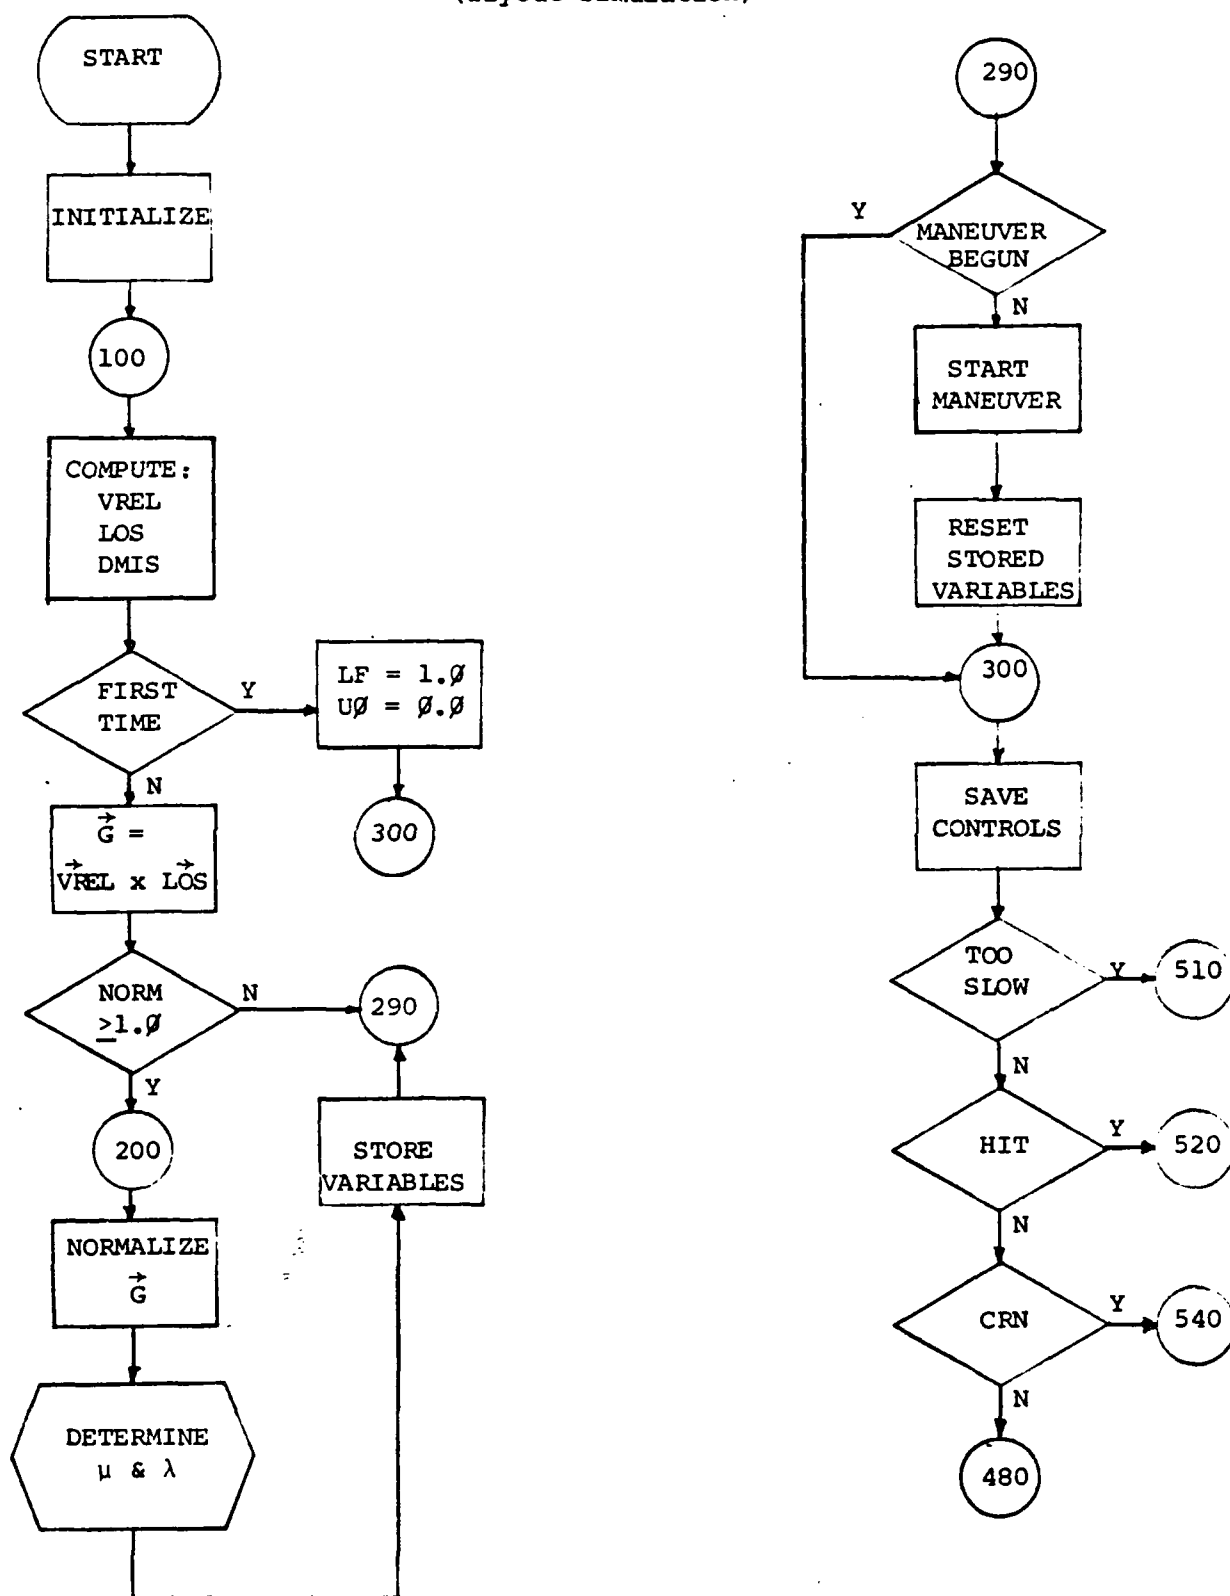 START
INITIALIZE
100
COMPUTE:
VREL
LOS
DMIS
FIRST
TIME
Y
N
LF = 1.Ø
UØ = Ø.Ø
300
G⃗ =
V⃗REL x LO⃗S
NORM
≥1.Ø
N
Y
290
200
STORE
VARIABLES
NORMALIZE
G⃗
DETERMINE
μ & λ
290
MANEUVER
BEGUN
Y
N
START
MANEUVER
RESET
STORED
VARIABLES
300
SAVE
CONTROLS
TOO
SLOW
Y
510
N
HIT
Y
520
N
CRN
Y
540
N
480